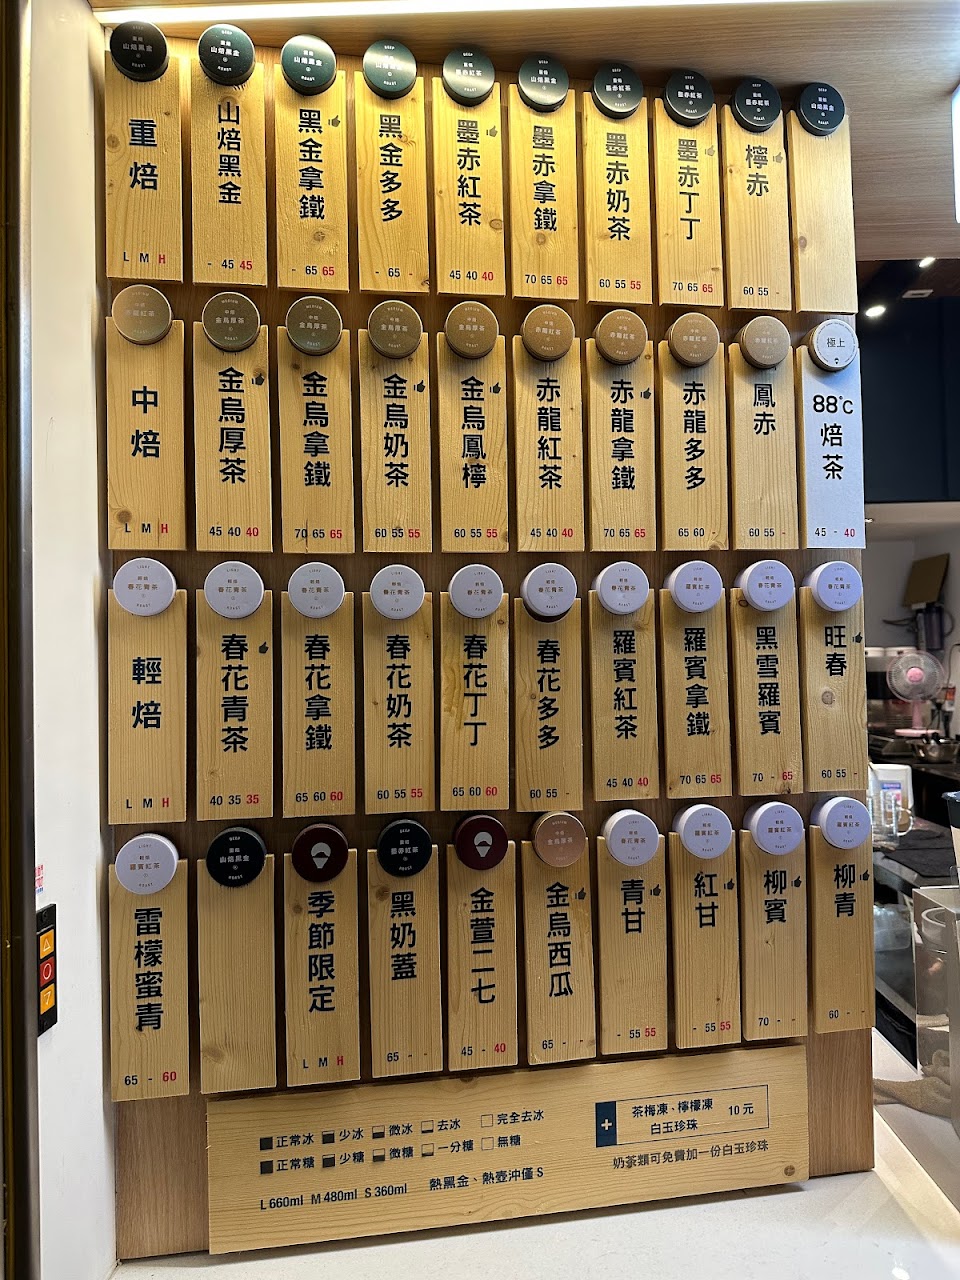 重焙
L M H
山焙黑金
- 45 45
黑金拿鐵
- 65 65
黑金多多
- 65 -
墨赤紅茶
45 40 40
墨赤拿鐵
70 65 65
墨赤奶茶
60 55 55
墨赤丁丁
70 65 65
檸赤
60 55 -
中焙
L M H
金烏厚茶
45 40 40
金烏拿鐵
70 65 65
金烏奶茶
60 55 55
金烏鳳檸
60 55 55
赤龍紅茶
45 40 40
赤龍拿鐵
70 65 65
赤龍多多
65 60 -
鳳赤
60 55 -
極上
88°C
焙茶
45 - 40
輕焙
L M H
春花青茶
40 35 35
春花拿鐵
65 60 60
春花奶茶
60 55 55
春花丁丁
65 60 60
春花多多
60 55 -
羅賓紅茶
45 40 40
羅賓拿鐵
70 65 65
黑雪羅賓
70 - 65
旺春
60 55 -
雷檬蜜青
65 - 60
季節限定
L M H
黑奶蓋
65 - -
金萱二七
45 - 40
金烏西瓜
65 - -
青甘
- 55 55
紅甘
- 55 55
柳賓
70 - -
柳青
60 - -
正常冰 少冰 微冰 去冰 完全去冰
正常糖 少糖 微糖 一分糖 無糖
L 660ml M 480ml S 360ml 熱黑金、熱壺沖僅 S
+ 茶梅凍、檸檬凍 10 元
白玉珍珠
奶茶類可免費加一份白玉珍珠